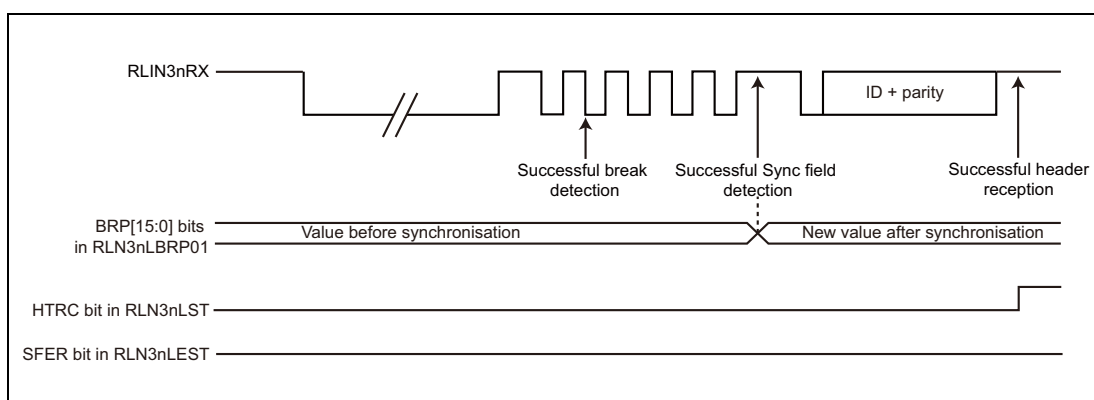 RLIN3nRX
ID + parity
Successful break
detection
Successful Sync field
detection
Successful header
reception
BRP[15:0] bits
in RLN3nLBRP01
Value before synchronisation
New value after synchronisation
HTRC bit in RLN3nLST
SFER bit in RLN3nLEST